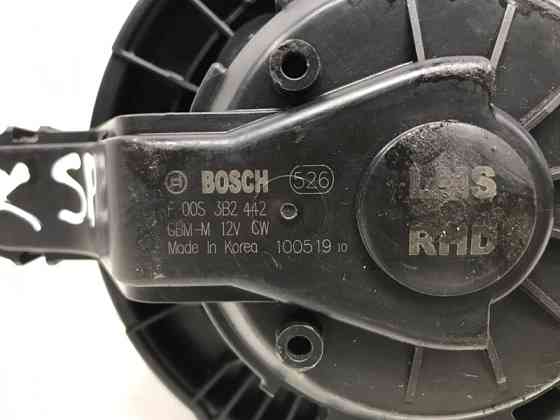 BOSCH 526
F 00S 3B2 442
GBM-M 12V CW
Made In Korea 100519 10
RHD